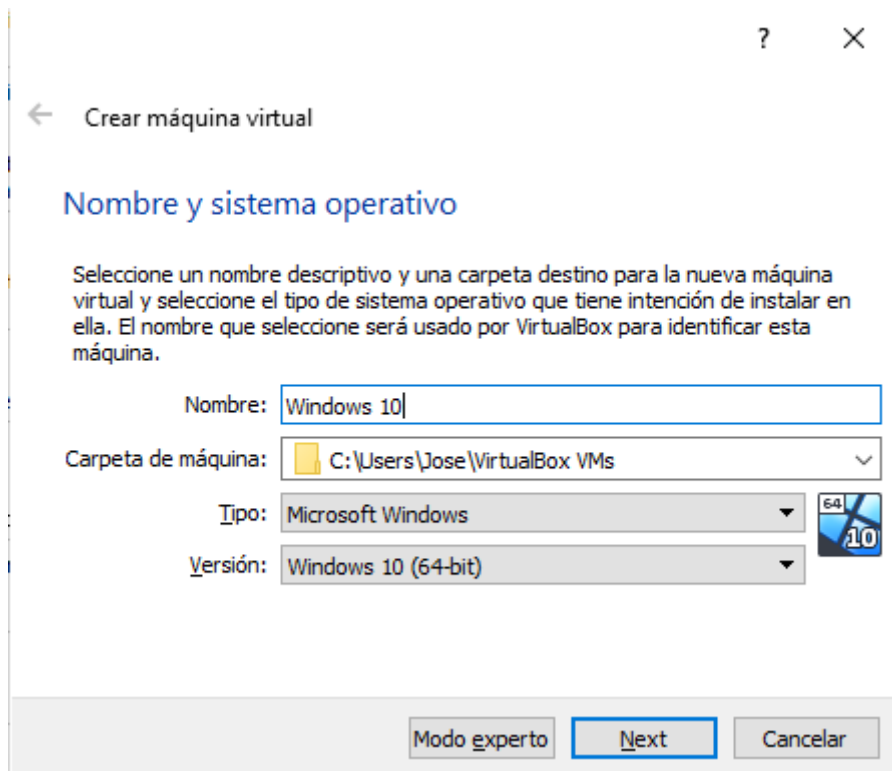 ?
Crear máquina virtual
Nombre y sistema operativo
Seleccione un nombre descriptivo y una carpeta destino para la nueva máquina
virtual y seleccione el tipo de sistema operativo que tiene intención de instalar en
ella. El nombre que seleccione será usado por VirtualBox para identificar esta
máquina.
Nombre: Windows 10
Carpeta de máquina: C:\Users\Jose\VirtualBox VMs
Tipo: Microsoft Windows
64
10
Versión: Windows 10 (64-bit)
Modo experto Next Cancelar